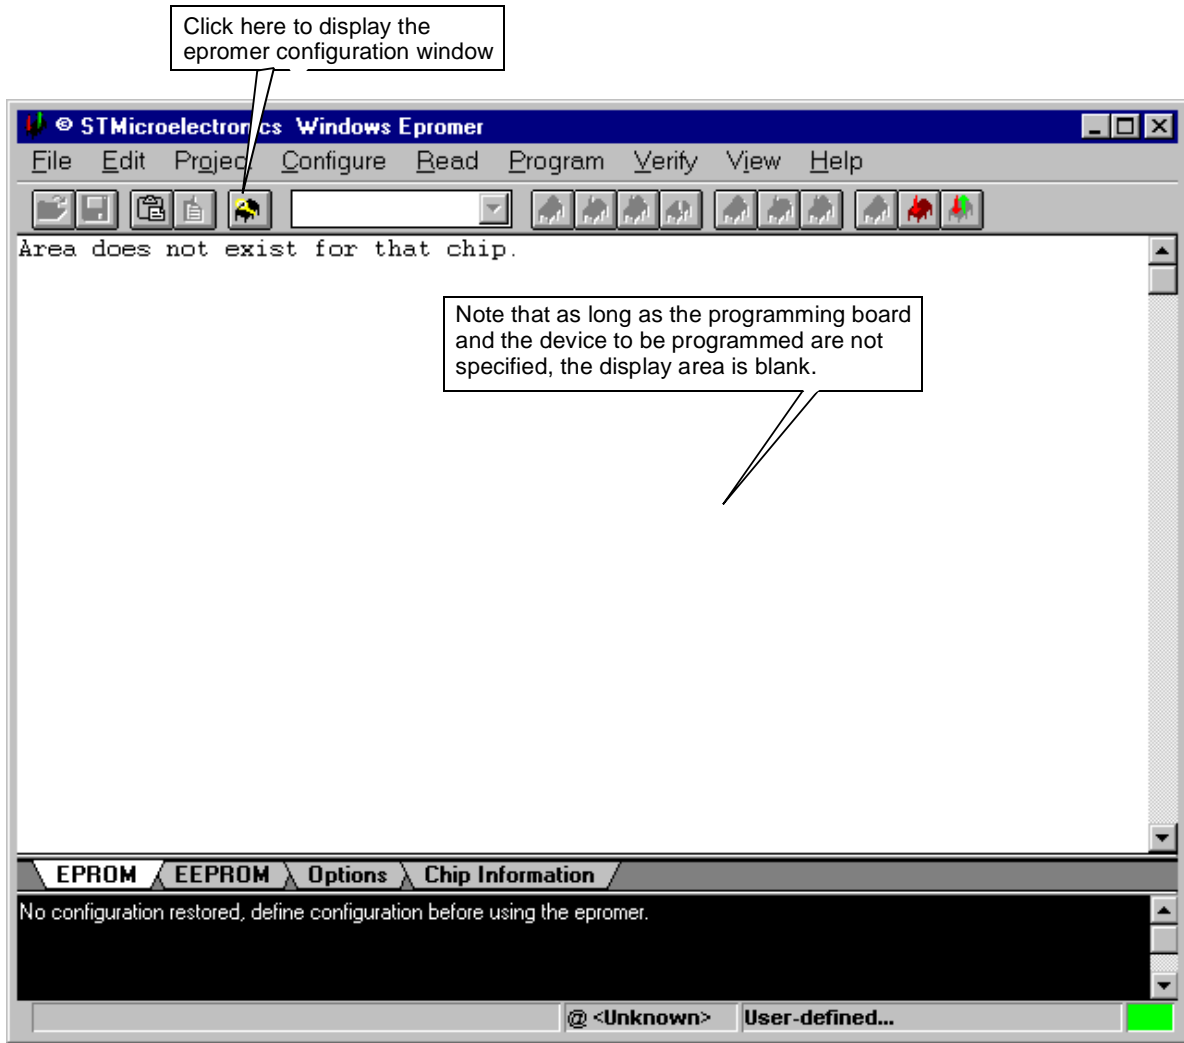 Click here to display the
epromer configuration window
© STMicroelectronics Windows Epromer
File Edit Project Configure Read Program Verify View Help
Area does not exist for that chip.
Note that as long as the programming board
and the device to be programmed are not
specified, the display area is blank.
EPROM EEPROM Options Chip Information
No configuration restored, define configuration before using the epromer.
@ <Unknown> User-defined...